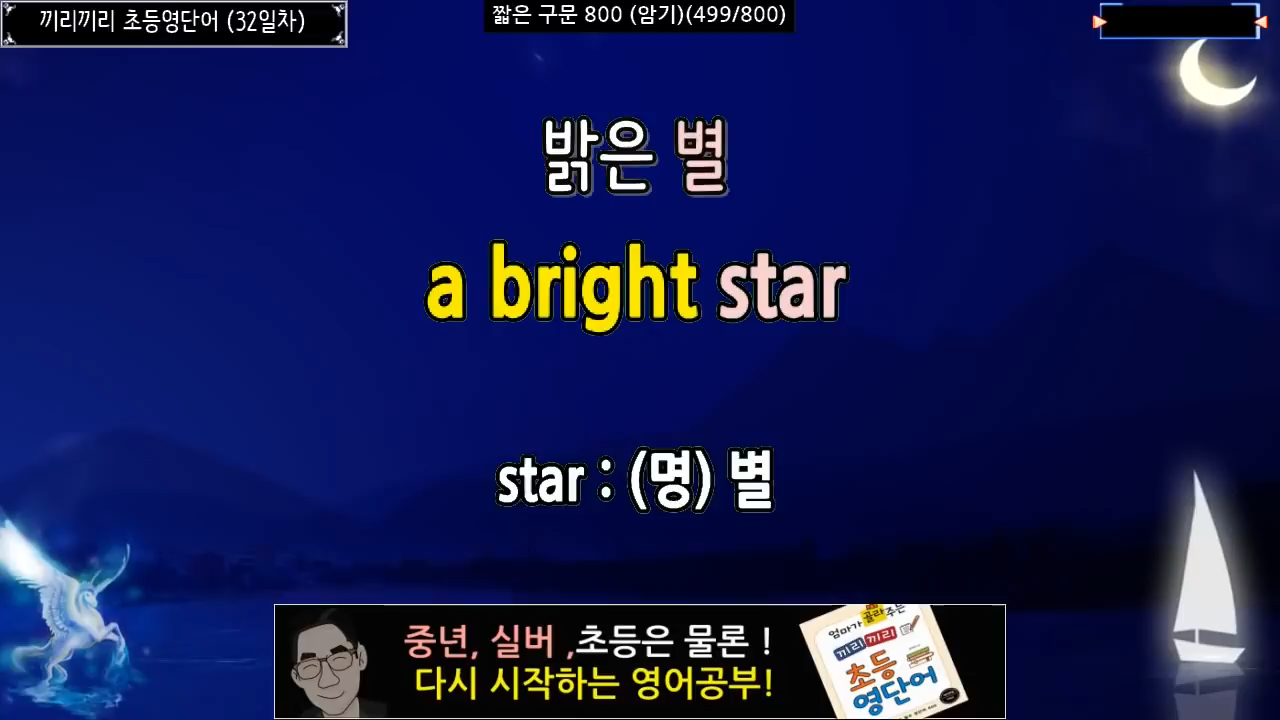 끼리끼리 초등영단어 (32일차)
짧은 구문 800 (암기)(499/800)
밝은 별
a bright star
star : (명) 별
중년, 실버 ,초등은 물론 !
다시 시작하는 영어공부!
엄마가 골라주는
끼리끼리
초등
영단어